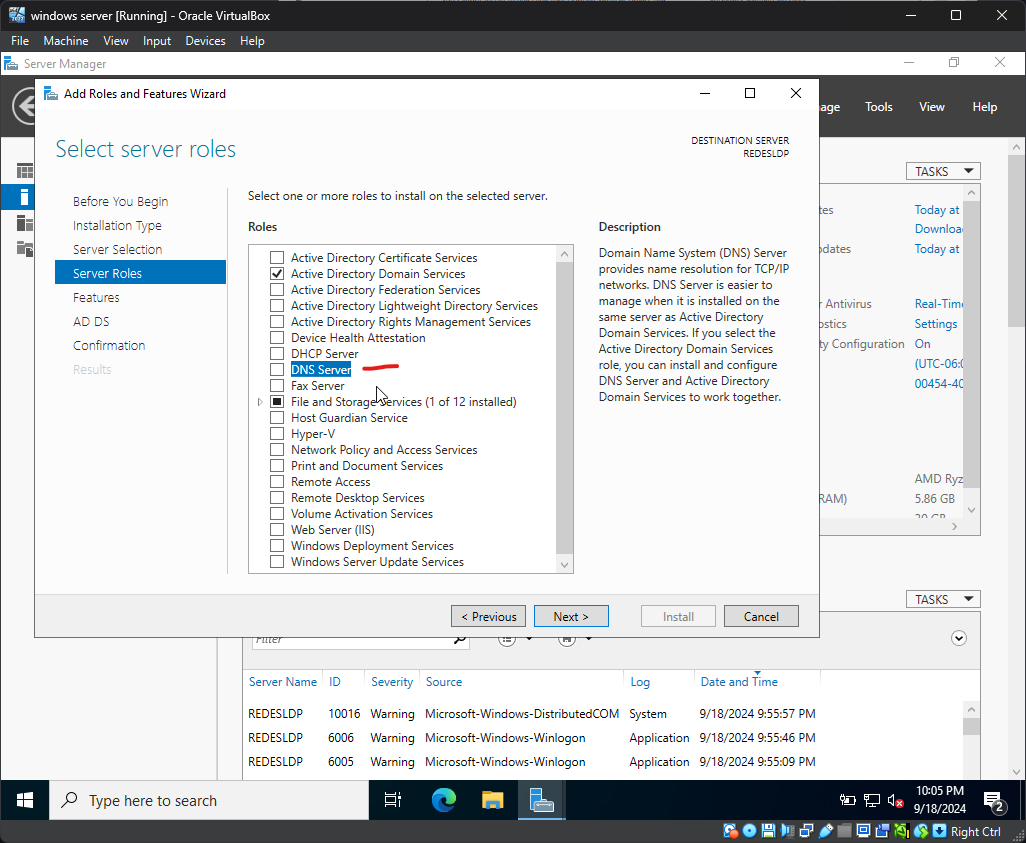 windows server [Running] - Oracle VirtualBox
File Machine View Input Devices Help
Server Manager
Add Roles and Features Wizard
Tools View Help
Select server roles
DESTINATION SERVER
REDESLDP
Before You Begin
Installation Type
Server Selection
Server Roles
Features
AD DS
Confirmation
Results
Select one or more roles to install on the selected server.
Roles
Active Directory Certificate Services
Active Directory Domain Services
Active Directory Federation Services
Active Directory Lightweight Directory Services
Active Directory Rights Management Services
Device Health Attestation
DHCP Server
DNS Server
Fax Server
File and Storage Services (1 of 12 installed)
Host Guardian Service
Hyper-V
Network Policy and Access Services
Print and Document Services
Remote Access
Remote Desktop Services
Volume Activation Services
Web Server (IIS)
Windows Deployment Services
Windows Server Update Services
Description
Domain Name System (DNS) Server
provides name resolution for TCP/IP
networks. DNS Server is easier to
manage when it is installed on the
same server as Active Directory
Domain Services. If you select the
Active Directory Domain Services
role, you can install and configure
DNS Server and Active Directory
Domain Services to work together.
< Previous Next > Install Cancel
TASKS
Today at
Today at
Antivirus Real-Time
Settings
Configuration On
(UTC-06:0
00454-40
AMD Ryz
RAM) 5.86 GB
TASKS
Filter
Server Name ID Severity Source Log Date and Time
REDESLDP 10016 Warning Microsoft-Windows-DistributedCOM System 9/18/2024 9:55:57 PM
REDESLDP 6006 Warning Microsoft-Windows-Winlogon Application 9/18/2024 9:55:46 PM
REDESLDP 6005 Warning Microsoft-Windows-Winlogon Application 9/18/2024 9:55:09 PM
Type here to search
10:05 PM
9/18/2024
2
Right Ctrl